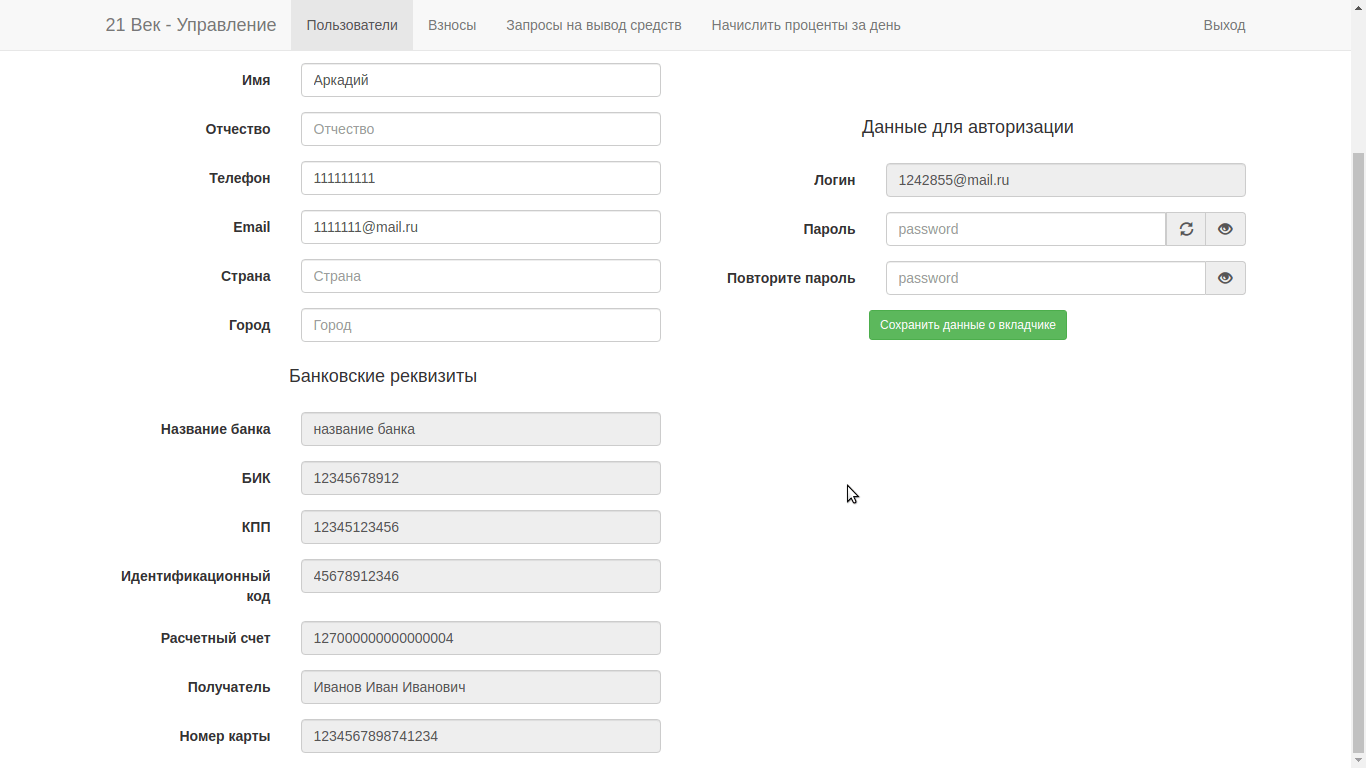 21 Век - Управление Пользователи Взносы Запросы на вывод средств Начислить проценты за день Выход
Имя Аркадий
Отчество Отчество
Телефон 111111111
Email 1111111@mail.ru
Страна Страна
Город Город
Данные для авторизации
Логин 1242855@mail.ru
Пароль password
Повторите пароль password
Сохранить данные о вкладчике
Банковские реквизиты
Название банка название банка
БИК 12345678912
КПП 12345123456
Идентификационный
код 45678912346
Расчетный счет 127000000000000004
Получатель Иванов Иван Иванович
Номер карты 1234567898741234